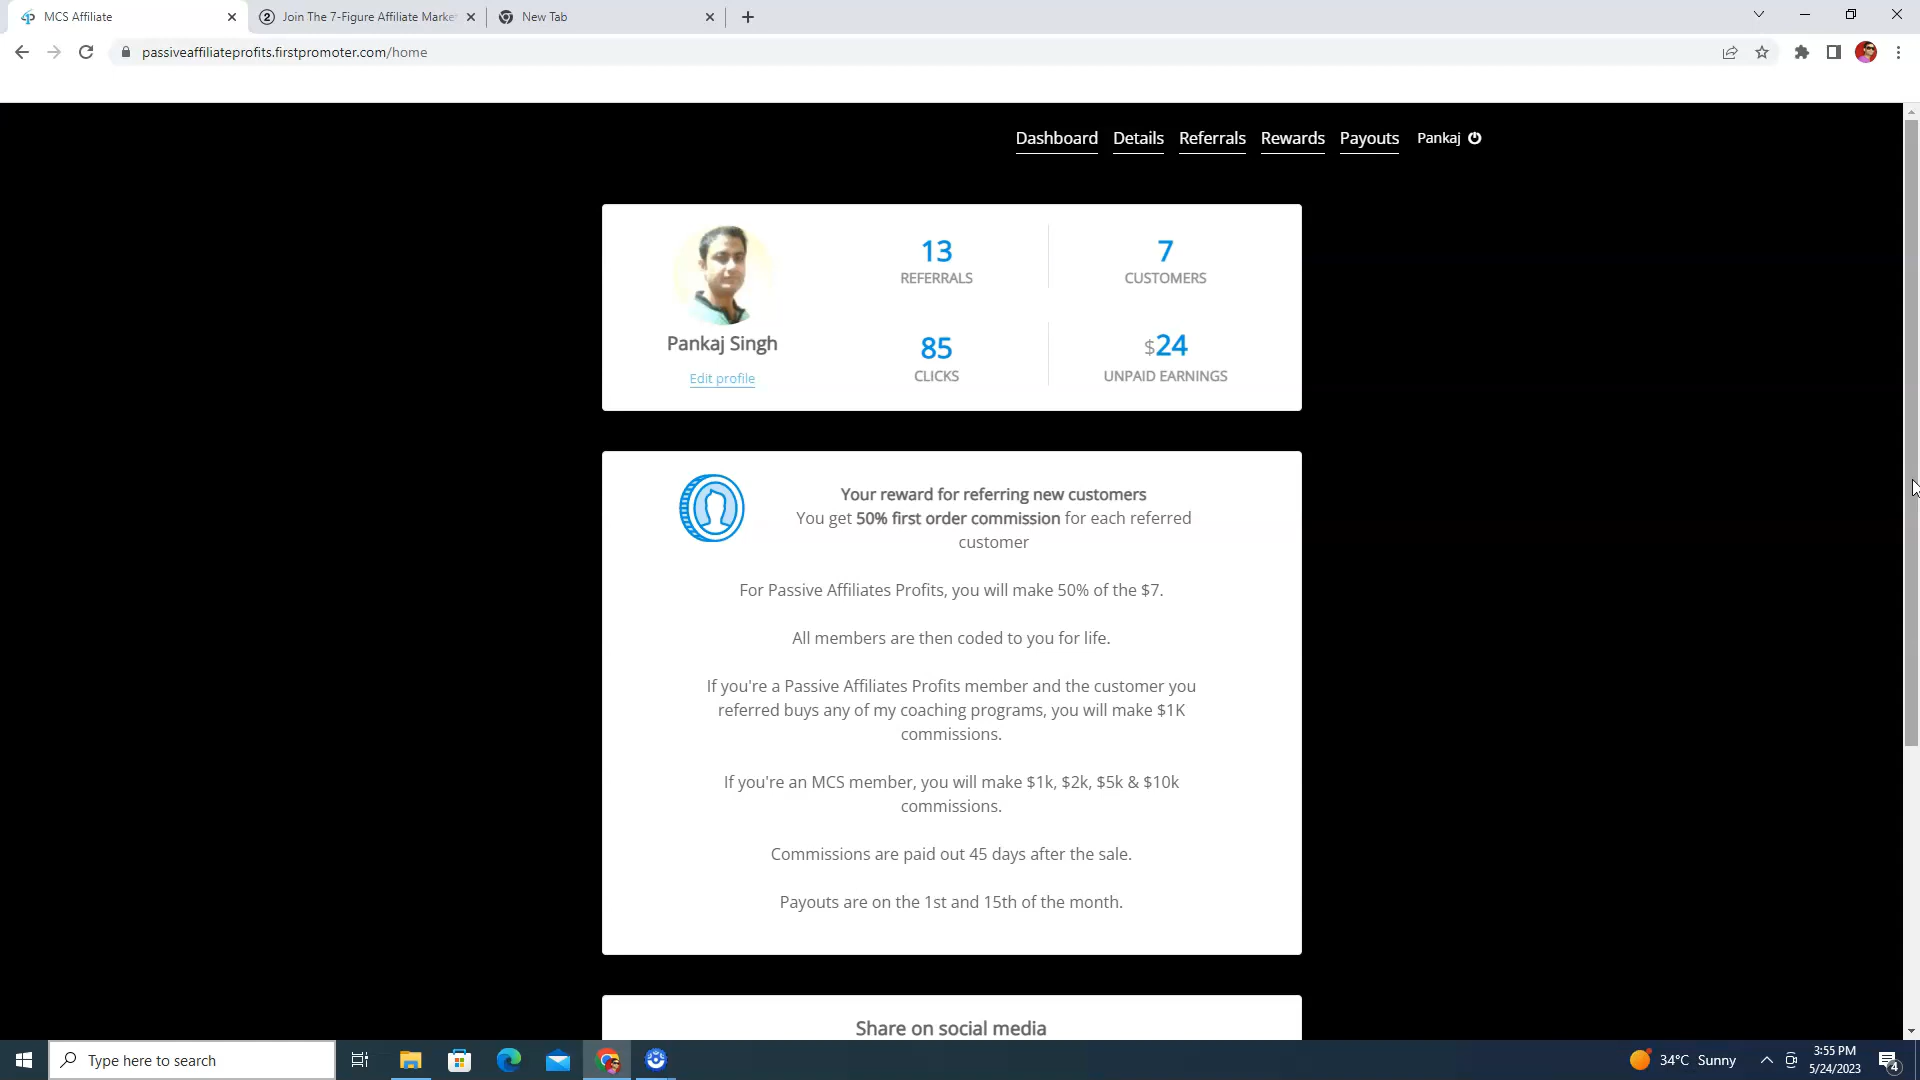 MCS Affiliate
Join The 7-Figure Affiliate Marke
New Tab
passiveaffiliateprofits.firstpromoter.com/home
Dashboard Details Referrals Rewards Payouts Pankaj
13
REFERRALS
7
CUSTOMERS
Pankaj Singh
Edit profile
85
CLICKS
$24
UNPAID EARNINGS
Your reward for referring new customers
You get 50% first order commission for each referred
customer
For Passive Affiliates Profits, you will make 50% of the $7.
All members are then coded to you for life.
If you're a Passive Affiliates Profits member and the customer you
referred buys any of my coaching programs, you will make $1K
commissions.
If you're an MCS member, you will make $1k, $2k, $5k & $10k
commissions.
Commissions are paid out 45 days after the sale.
Payouts are on the 1st and 15th of the month.
Share on social media
Type here to search
34°C Sunny
3:55 PM
5/24/2023
4